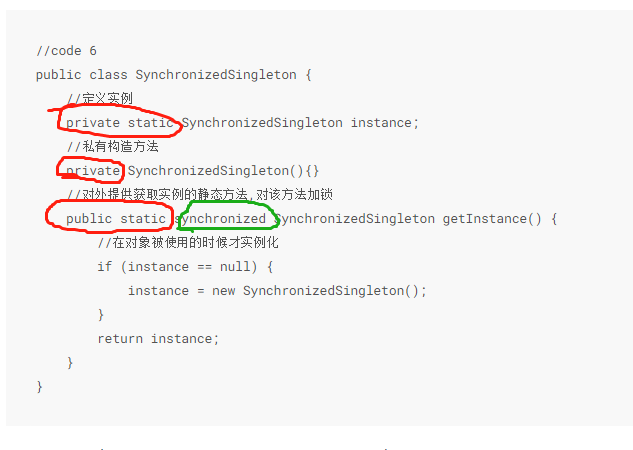 //code 6
public class SynchronizedSingleton {
//定义实例
private static SynchronizedSingleton instance;
//私有构造方法
private SynchronizedSingleton(){}
//对外提供获取实例的静态方法,对该方法加锁
public static synchronized SynchronizedSingleton getInstance() {
//在对象被使用的时候才实例化
if (instance == null) {
instance = new SynchronizedSingleton();
}
return instance;
}
}